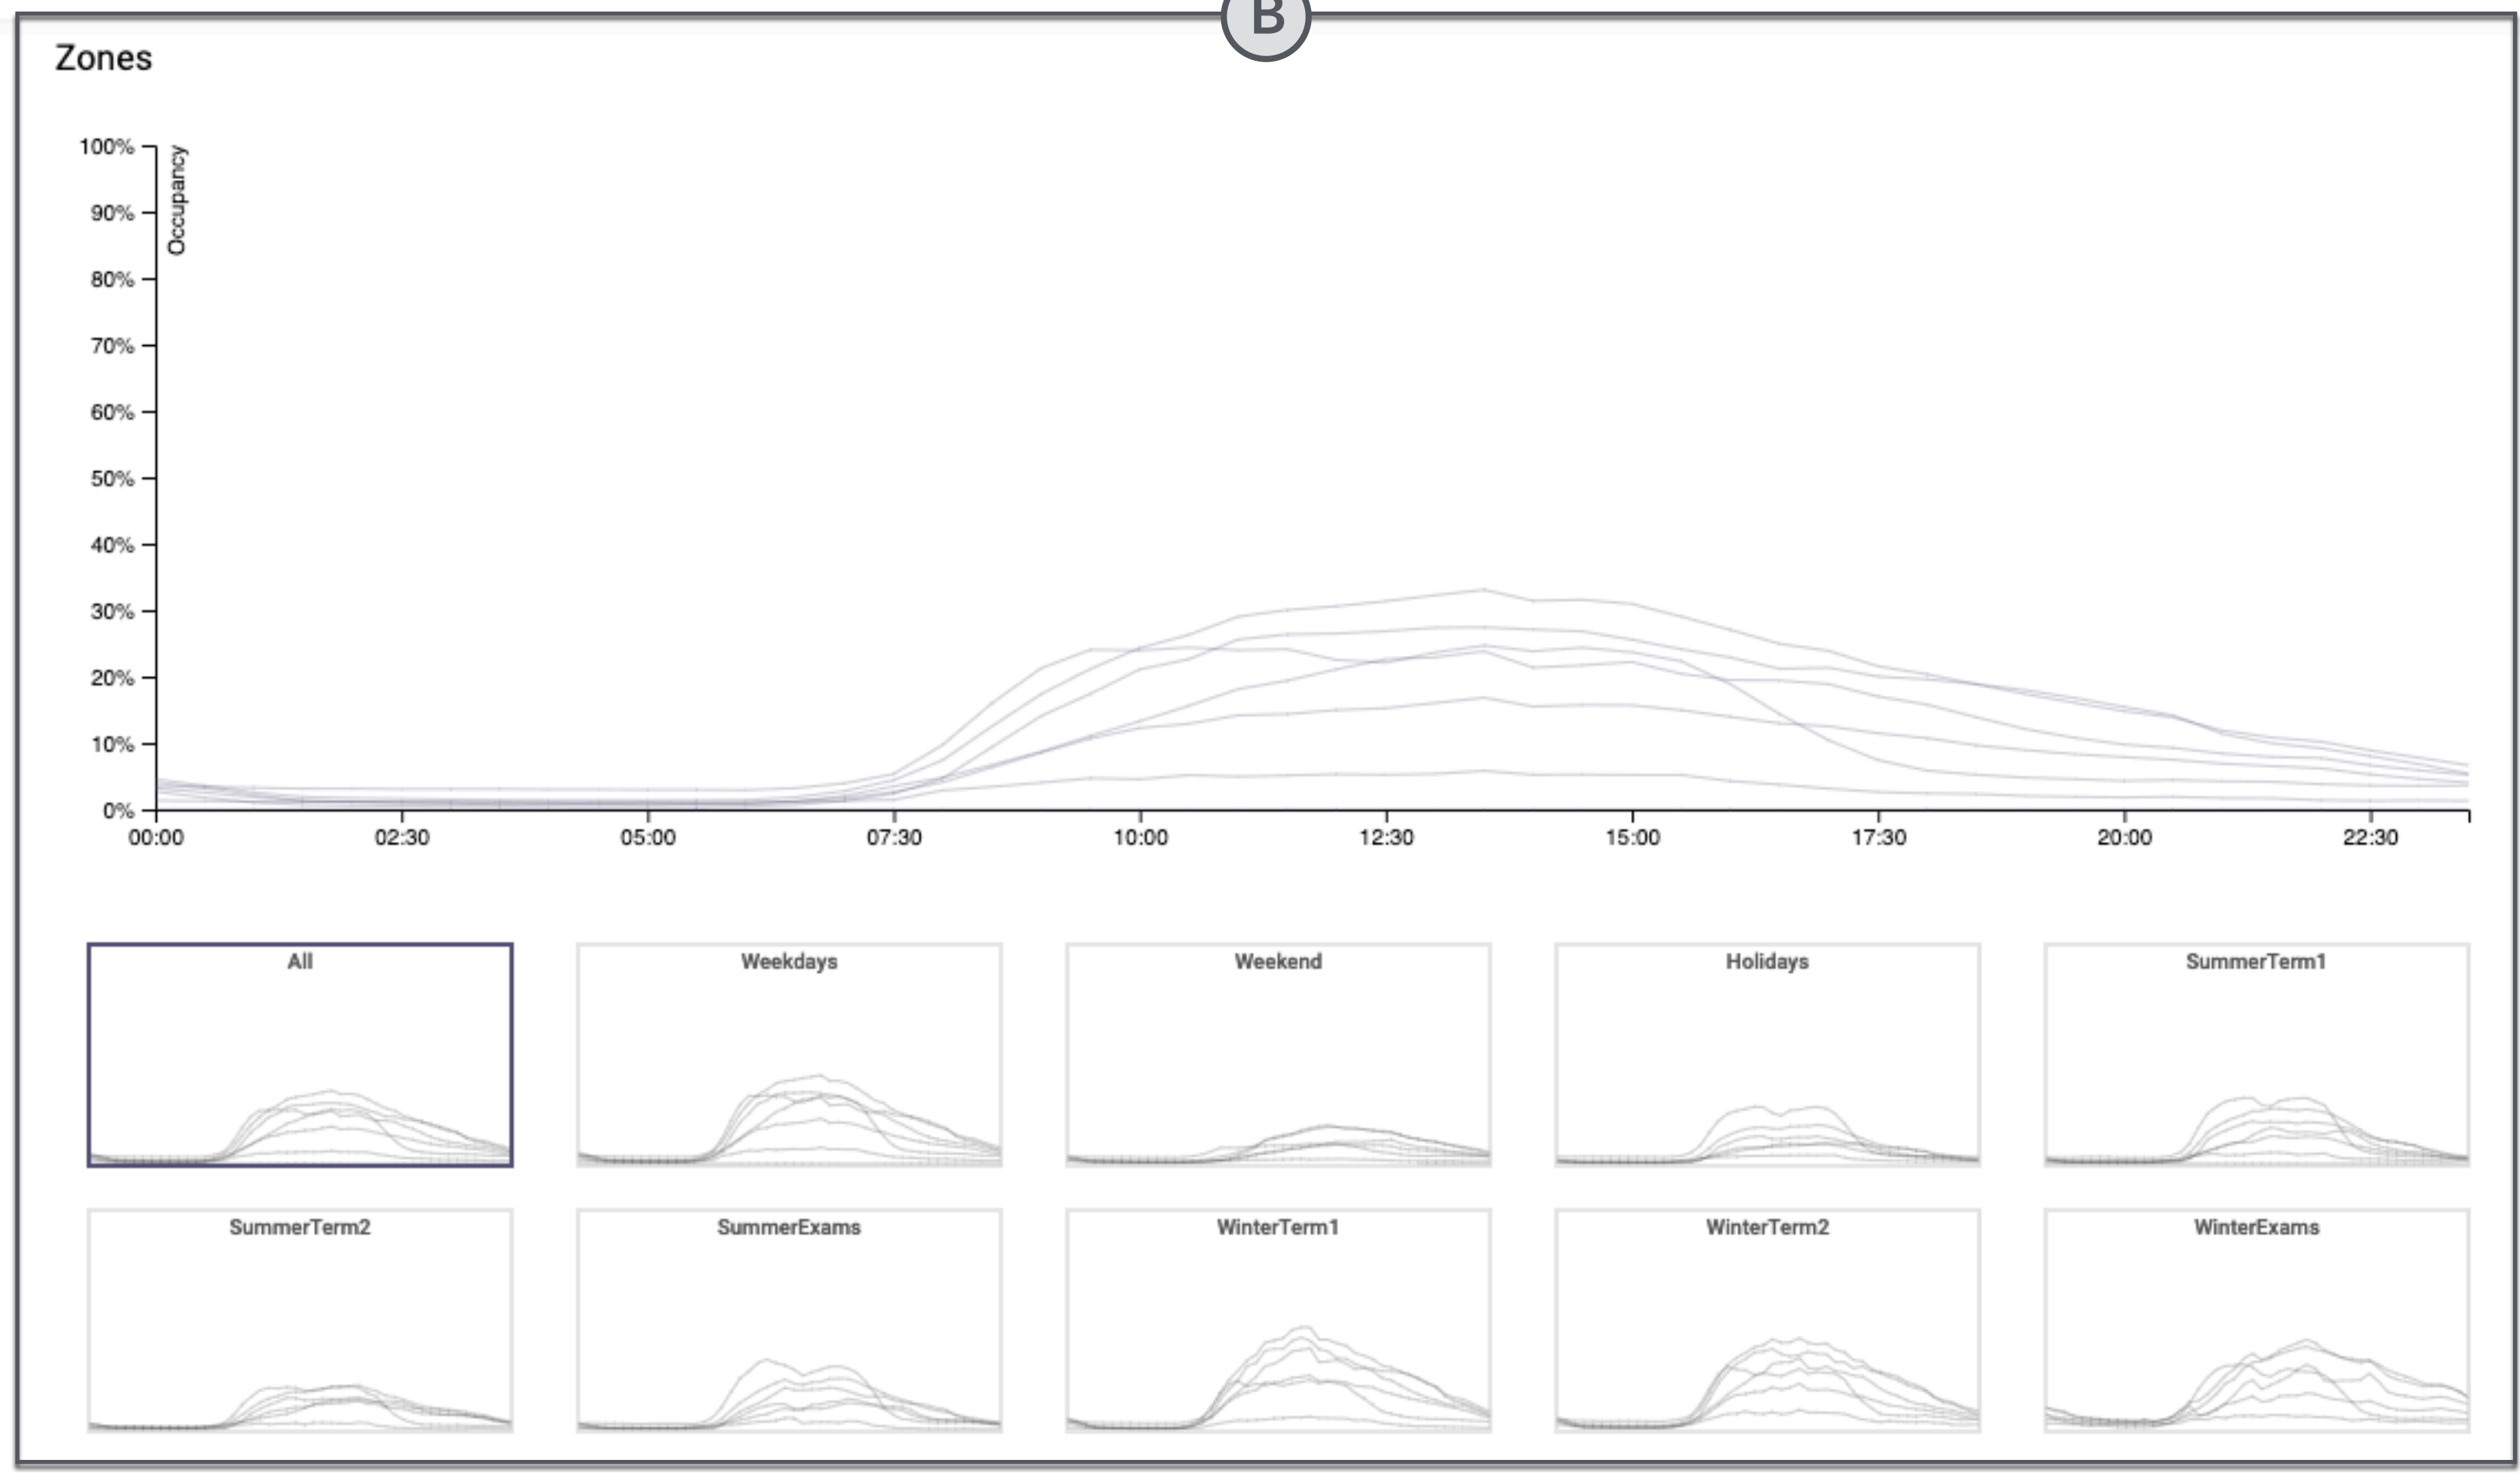 B
Zones
100%
Occupancy
90%
80%
70%
60%
50%
40%
30%
20%
10%
0%
00:00 02:30 05:00 07:30 10:00 12:30 15:00 17:30 20:00 22:30
All Weekdays Weekend Holidays SummerTerm1
SummerTerm2 SummerExams WinterTerm1 WinterTerm2 WinterExams